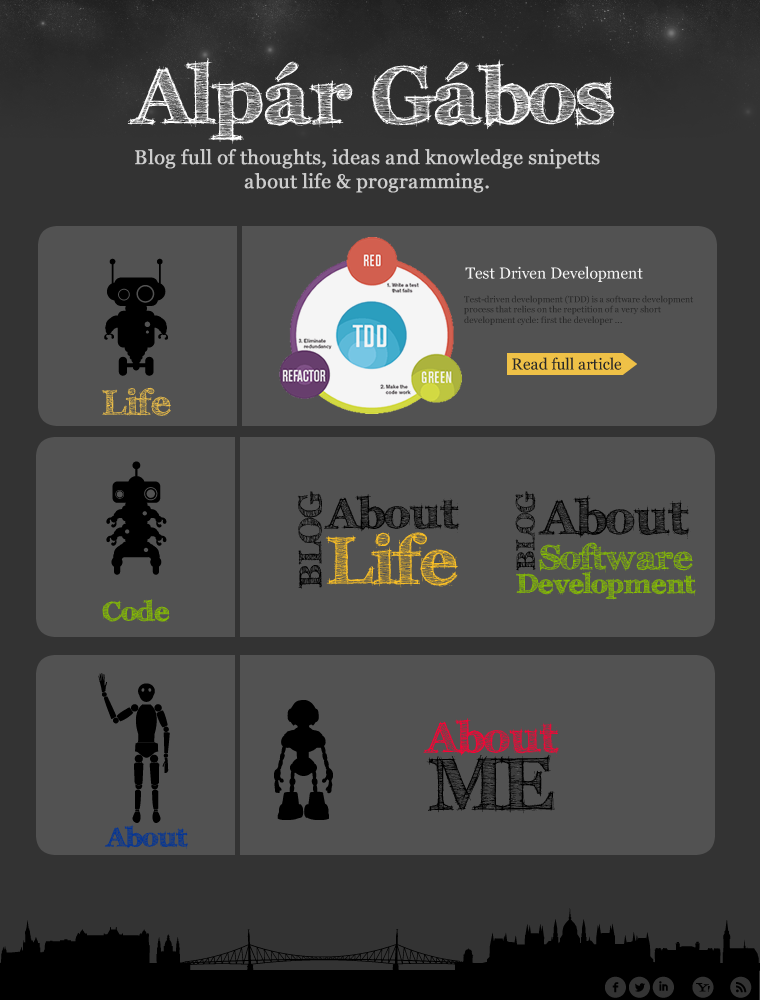 Alpár Gábos
Blog full of thoughts, ideas and knowledge snipetts
about life & programming.
RED
1. Write a test
that fails
TDD
3. Eliminate
redundancy
REFACTOR
GREEN
2. Make the
code work
Test Driven Development
Test-driven development (TDD) is a software development
process that relies on the repetition of a very short
development cycle: first the developer ...
Read full article
Life
BLOG
About
Life
BLOG
About
Software
Development
Code
About
ME
About